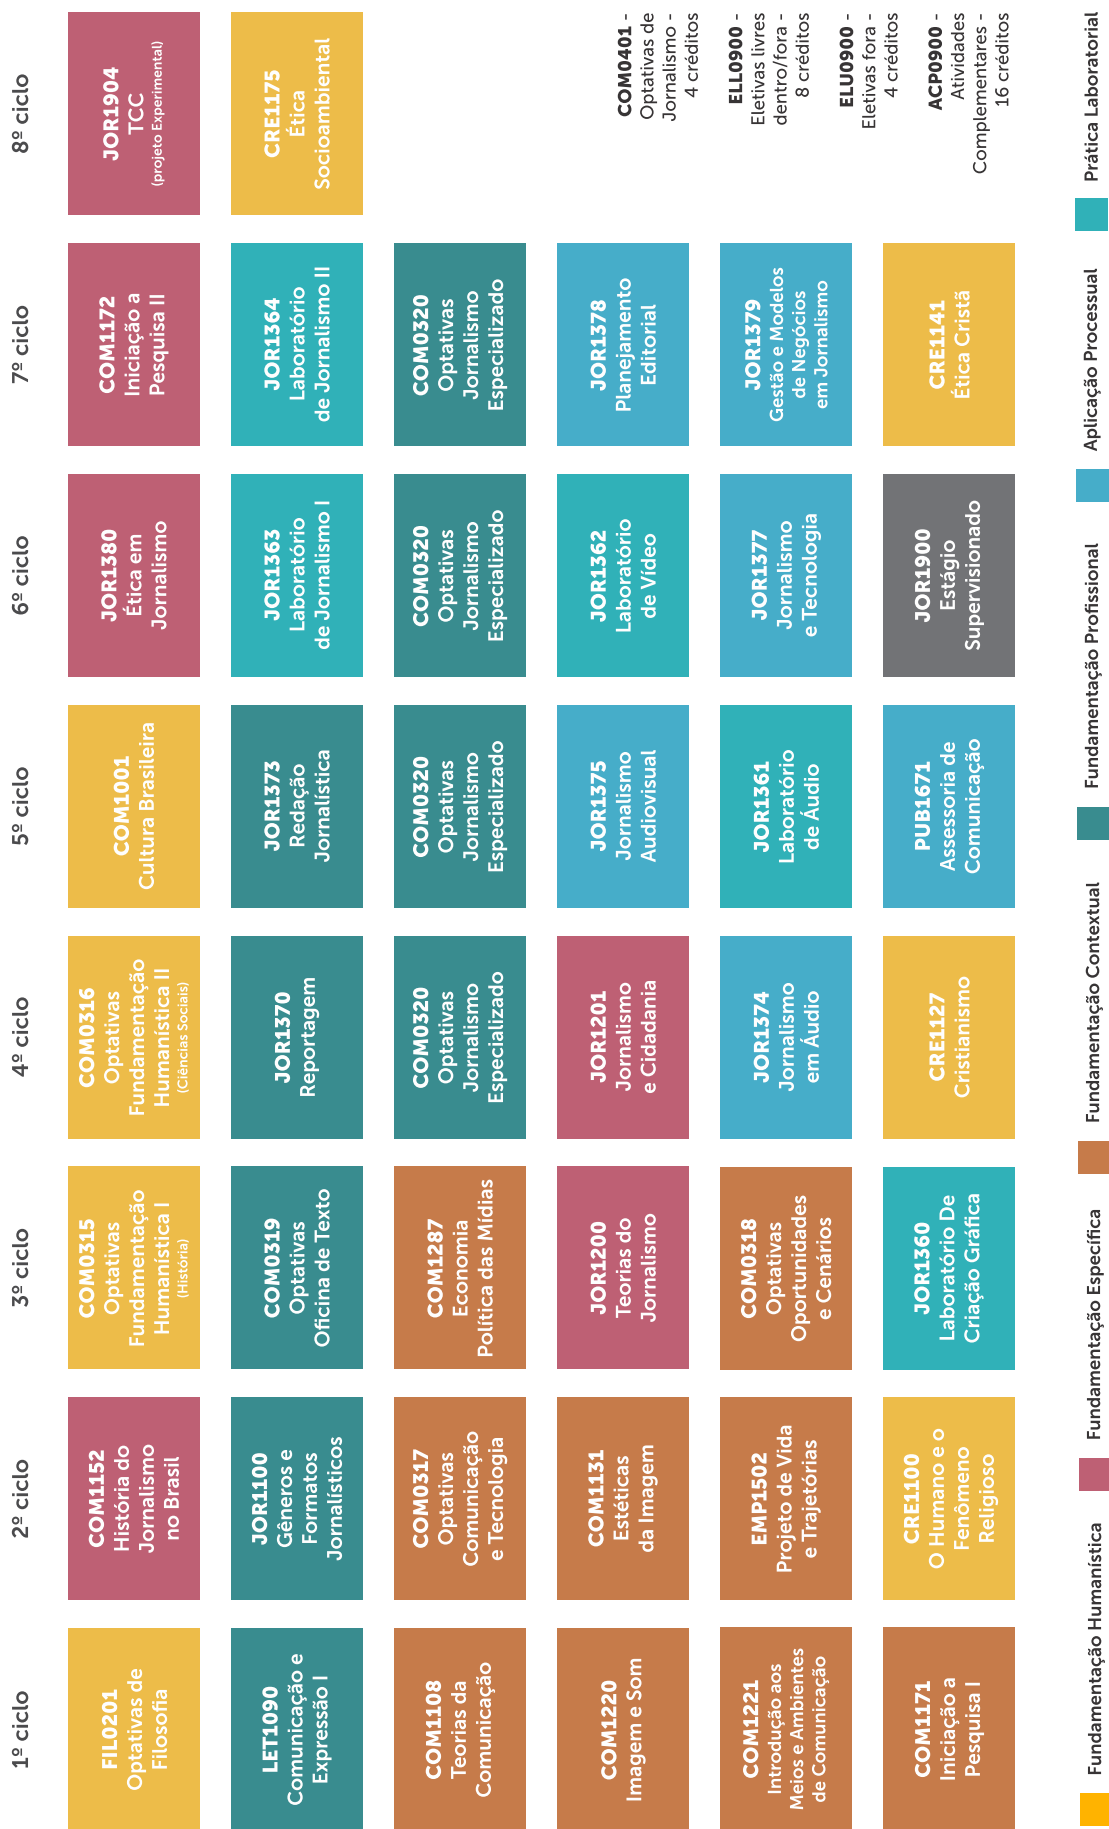 1º ciclo
FIL0201
Optativas de
Filosofia
LET1090
Comunicação e
Expressão I
COM1108
Teorias da
Comunicação
COM1220
Imagem e Som
COM1221
Introdução aos
Meios e Ambientes
de Comunicação
COM1171
Iniciação a
Pesquisa I
2º ciclo
COM1152
História do
Jornalismo
no Brasil
JOR1100
Gêneros e
Formatos
Jornalísticos
COM0317
Optativas
Comunicação
e Tecnologia
COM1131
Estéticas
da Imagem
EMP1502
Projeto de Vida
e Trajetórias
CRE1100
O Humano e o
Fenômeno
Religioso
3º ciclo
COM0315
Optativas
Fundamentação
Humanística I
(História)
COM0319
Optativas
Oficina de Texto
COM1287
Economia
Política das Mídias
JOR1200
Teorias do
Jornalismo
COM0318
Optativas
Oportunidades
e Cenários
JOR1360
Laboratório De
Criação Gráfica
4º ciclo
COM0316
Optativas
Fundamentação
Humanística II
(Ciências Sociais)
JOR1370
Reportagem
COM0320
Optativas
Jornalismo
Especializado
JOR1201
Jornalismo
e Cidadania
JOR1374
Jornalismo
em Áudio
CRE1127
Cristianismo
5º ciclo
COM1001
Cultura Brasileira
JOR1373
Redação
Jornalística
COM0320
Optativas
Jornalismo
Especializado
JOR1375
Jornalismo
Audiovisual
JOR1361
Laboratório
de Áudio
PUB1671
Assessoria de
Comunicação
6º ciclo
JOR1380
Ética em
Jornalismo
JOR1363
Laboratório
de Jornalismo I
COM0320
Optativas
Jornalismo
Especializado
JOR1362
Laboratório
de Vídeo
JOR1377
Jornalismo
e Tecnologia
JOR1900
Estágio
Supervisionado
7º ciclo
COM1172
Iniciação a
Pesquisa II
JOR1364
Laboratório
de Jornalismo II
COM0320
Optativas
Jornalismo
Especializado
JOR1378
Planejamento
Editorial
JOR1379
Gestão e Modelos
de Negócios
em Jornalismo
CRE1141
Ética Cristã
8º ciclo
JOR1904
TCC
(projeto Experimental)
CRE1175
Ética
Socioambiental
COM0401 -
Optativas de
Jornalismo -
4 créditos
ELL0900 -
Eletivas livres
dentro/fora -
8 créditos
ELU0900 -
Eletivas fora -
4 créditos
ACP0900 -
Atividades
Complementares -
16 créditos
Fundamentação Humanística
Fundamentação Específica
Fundamentação Contextual
Fundamentação Profissional
Aplicação Processual
Prática Laboratorial